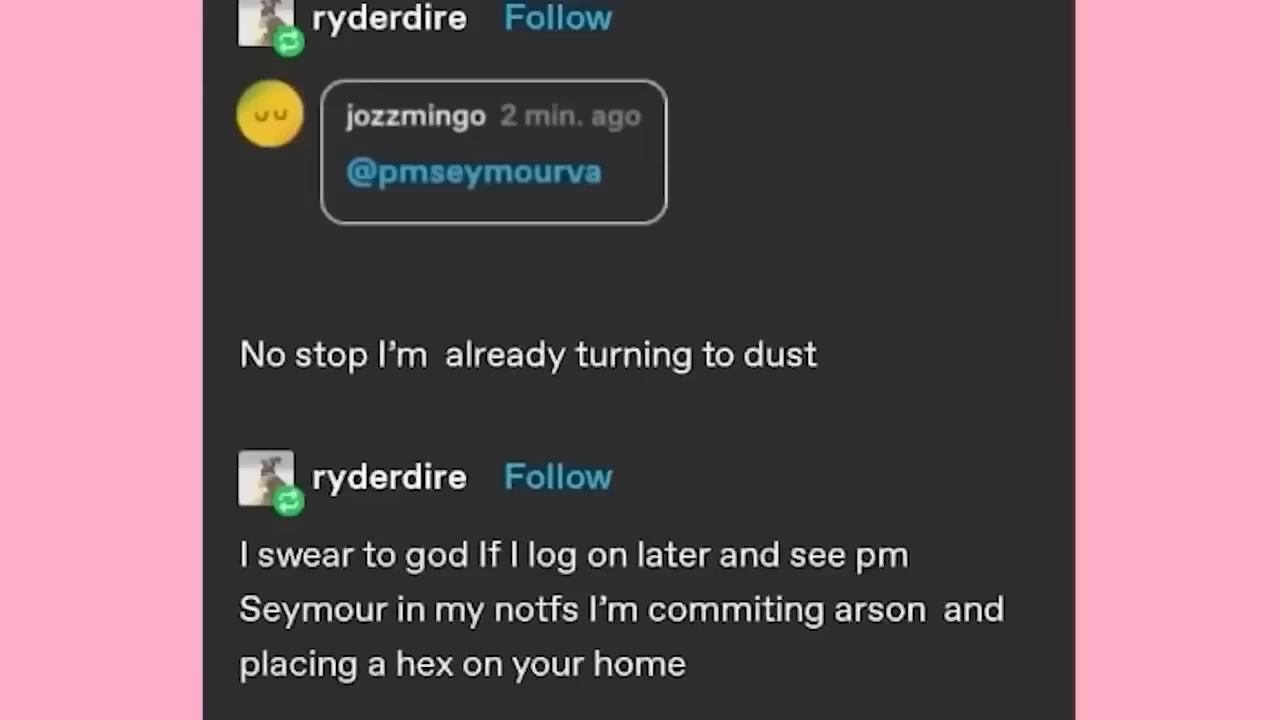 ryderdire Follow
jozzmingo 2 min. ago
@pmseymourva
No stop I’m already turning to dust
ryderdire Follow
I swear to god If I log on later and see pm
Seymour in my notfs I’m commiting arson and
placing a hex on your home